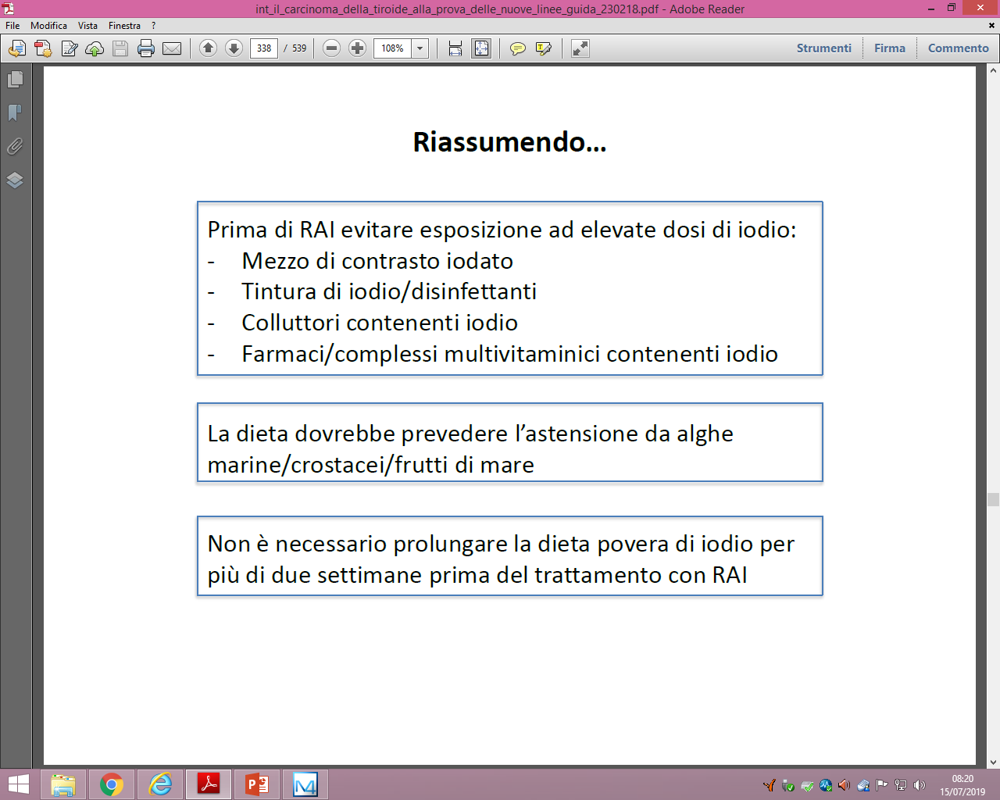 int_il_carcinoma_della_tiroide_alla_prova_delle_nuove_linee_guida_230218.pdf - Adobe Reader
File Modifica Vista Finestra ?
338 / 539 108% Strumenti Firma Commento
Riassumendo...
Prima di RAI evitare esposizione ad elevate dosi di iodio:
- Mezzo di contrasto iodato
- Tintura di iodio/disinfettanti
- Colluttori contenenti iodio
- Farmaci/complessi multivitaminici contenenti iodio
La dieta dovrebbe prevedere l’astensione da alghe
marine/crostacei/frutti di mare
Non è necessario prolungare la dieta povera di iodio per
più di due settimane prima del trattamento con RAI
08:20
15/07/2019